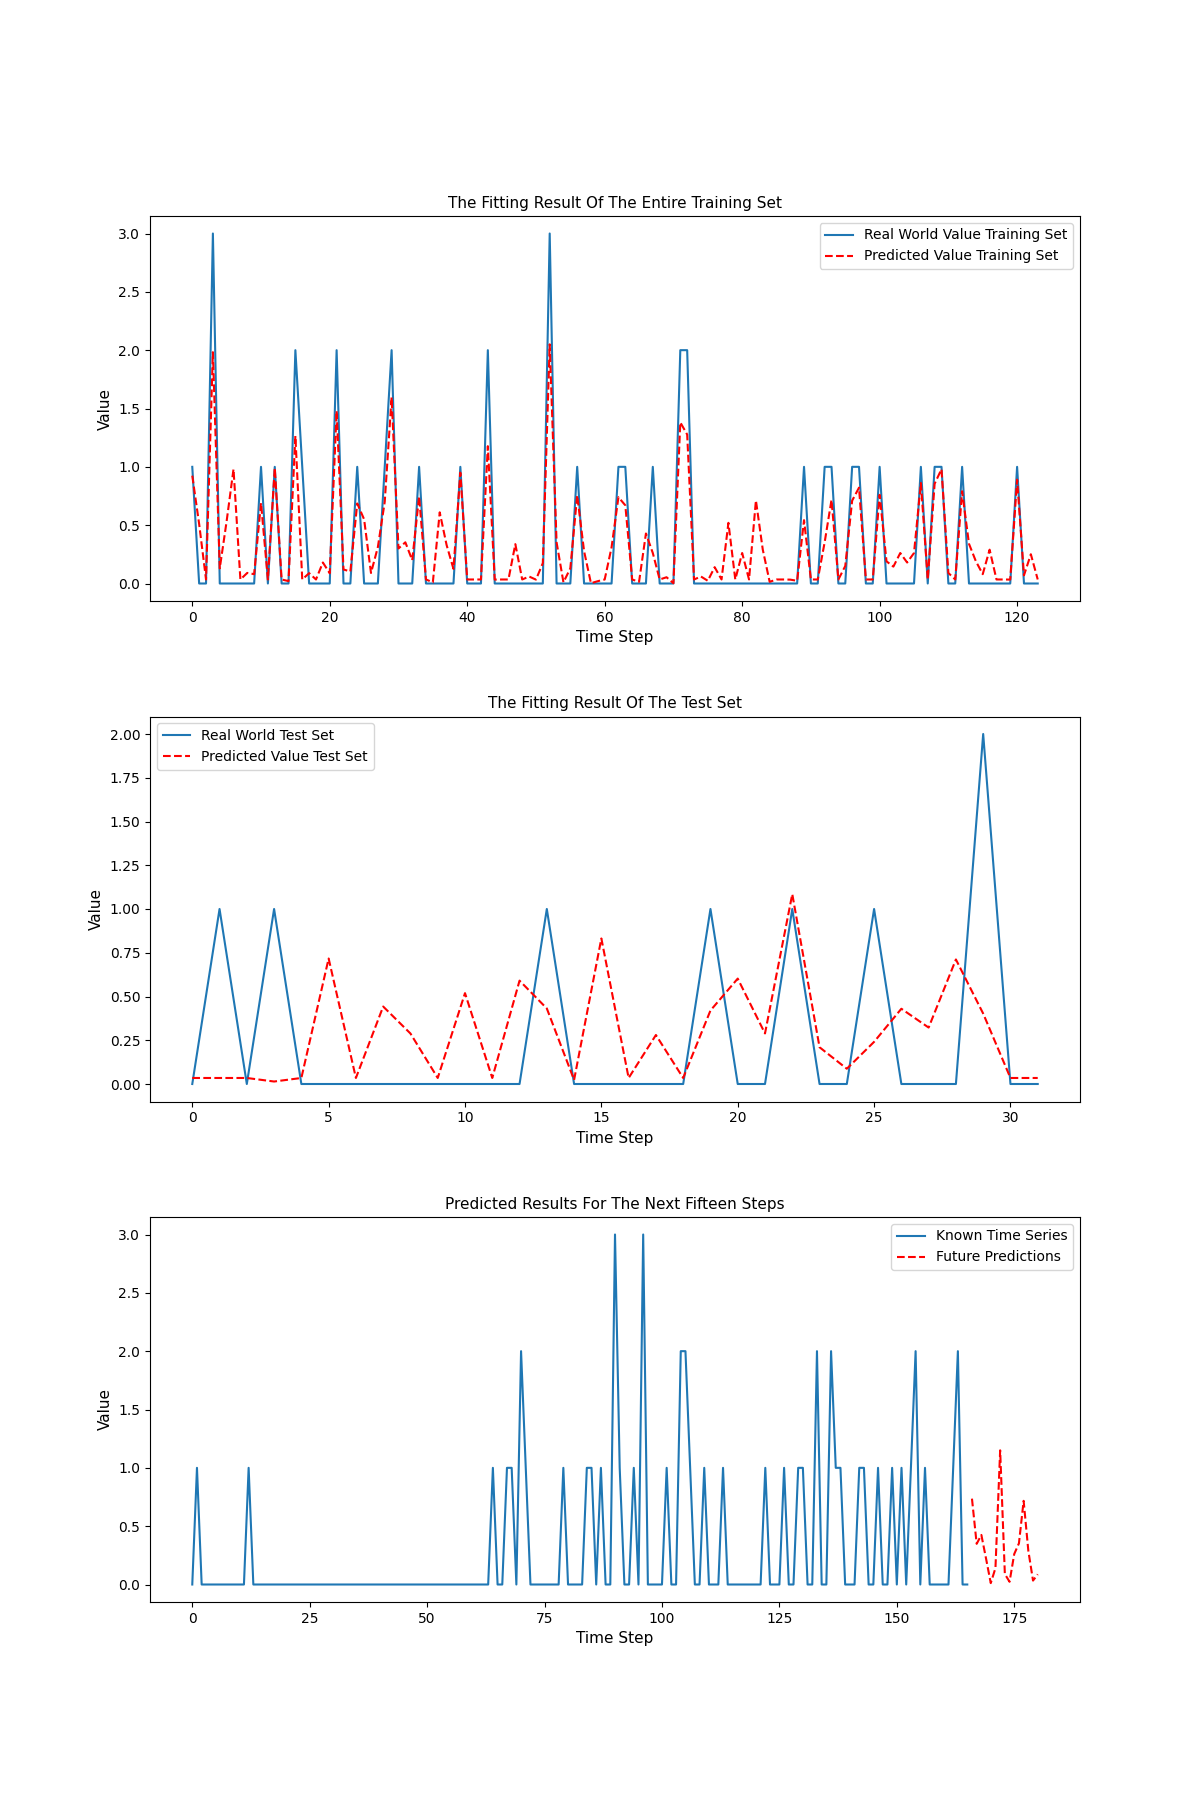 The Fitting Result Of The Entire Training Set
Real World Value Training Set
Predicted Value Training Set
Value
3.0
2.5
2.0
1.5
1.0
0.5
0.0
0 20 40 60 80 100 120
Time Step
The Fitting Result Of The Test Set
Real World Test Set
Predicted Value Test Set
Value
2.00
1.75
1.50
1.25
1.00
0.75
0.50
0.25
0.00
0 5 10 15 20 25 30
Time Step
Predicted Results For The Next Fifteen Steps
Known Time Series
Future Predictions
Value
3.0
2.5
2.0
1.5
1.0
0.5
0.0
0 25 50 75 100 125 150 175
Time Step